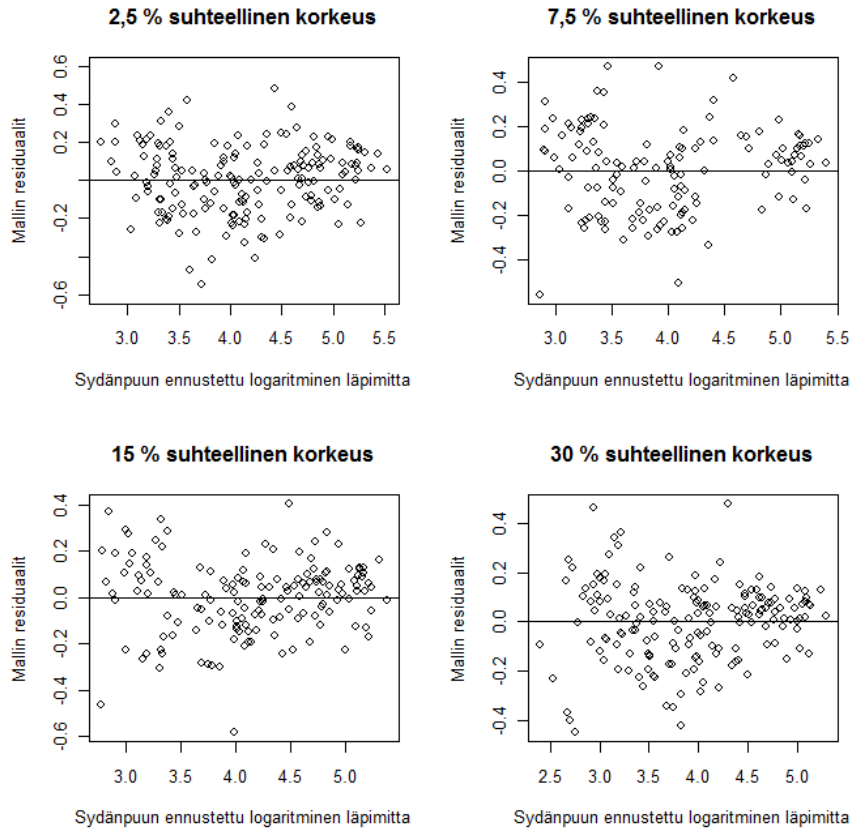 2,5 % suhteellinen korkeus
Mallin residuaalit
0.6
0.4
0.2
-0.2
-0.6
3.0 3.5 4.0 4.5 5.0 5.5
Sydänpuun ennustettu logaritminen läpimitta
7,5 % suhteellinen korkeus
Mallin residuaalit
0.4
0.2
0.0
-0.2
-0.4
3.0 3.5 4.0 4.5 5.0 5.5
Sydänpuun ennustettu logaritminen läpimitta
15 % suhteellinen korkeus
Mallin residuaalit
0.4
0.2
0.0
-0.2
-0.4
-0.6
3.0 3.5 4.0 4.5 5.0
Sydänpuun ennustettu logaritminen läpimitta
30 % suhteellinen korkeus
Mallin residuaalit
0.4
0.2
0.0
-0.2
-0.4
2.5 3.0 3.5 4.0 4.5 5.0
Sydänpuun ennustettu logaritminen läpimitta